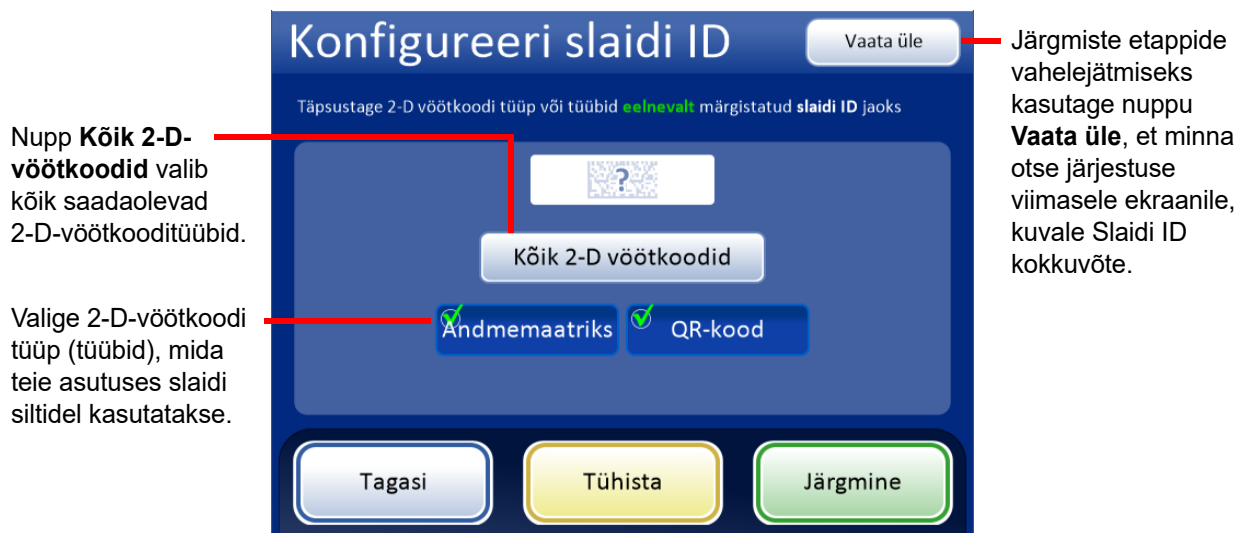 Konfigureeri slaidi ID
Vaata üle
Täpsustage 2-D vöötkoodi tüüp või tüübid eelnevalt märgistatud slaidi ID jaoks
?
Kõik 2-D vöötkoodid
Andmemaatriks
QR-kood
Tagasi
Tühista
Järgmine
Nupp Kõik 2-D-
vöötkoodid valib
kõik saadaolevad
2-D-vöötkooditüübid.
Valige 2-D-vöötkoodi
tüüp (tüübid), mida
teie asutuses slaidi
siltidel kasutatakse.
Järgmiste etappide
vahelejätmiseks
kasutage nuppu
Vaata üle, et minna
otse järjestuse
viimasele ekraanile,
kuvale Slaidi ID
kokkuvõte.